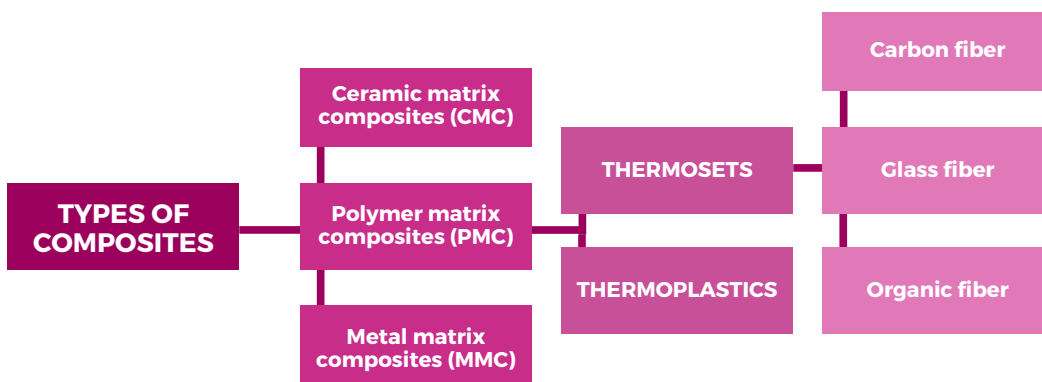 TYPES OF
COMPOSITES
Ceramic matrix
composites (CMC)
Polymer matrix
composites (PMC)
Metal matrix
composites (MMC)
THERMOSETS
THERMOPLASTICS
Carbon fiber
Glass fiber
Organic fiber